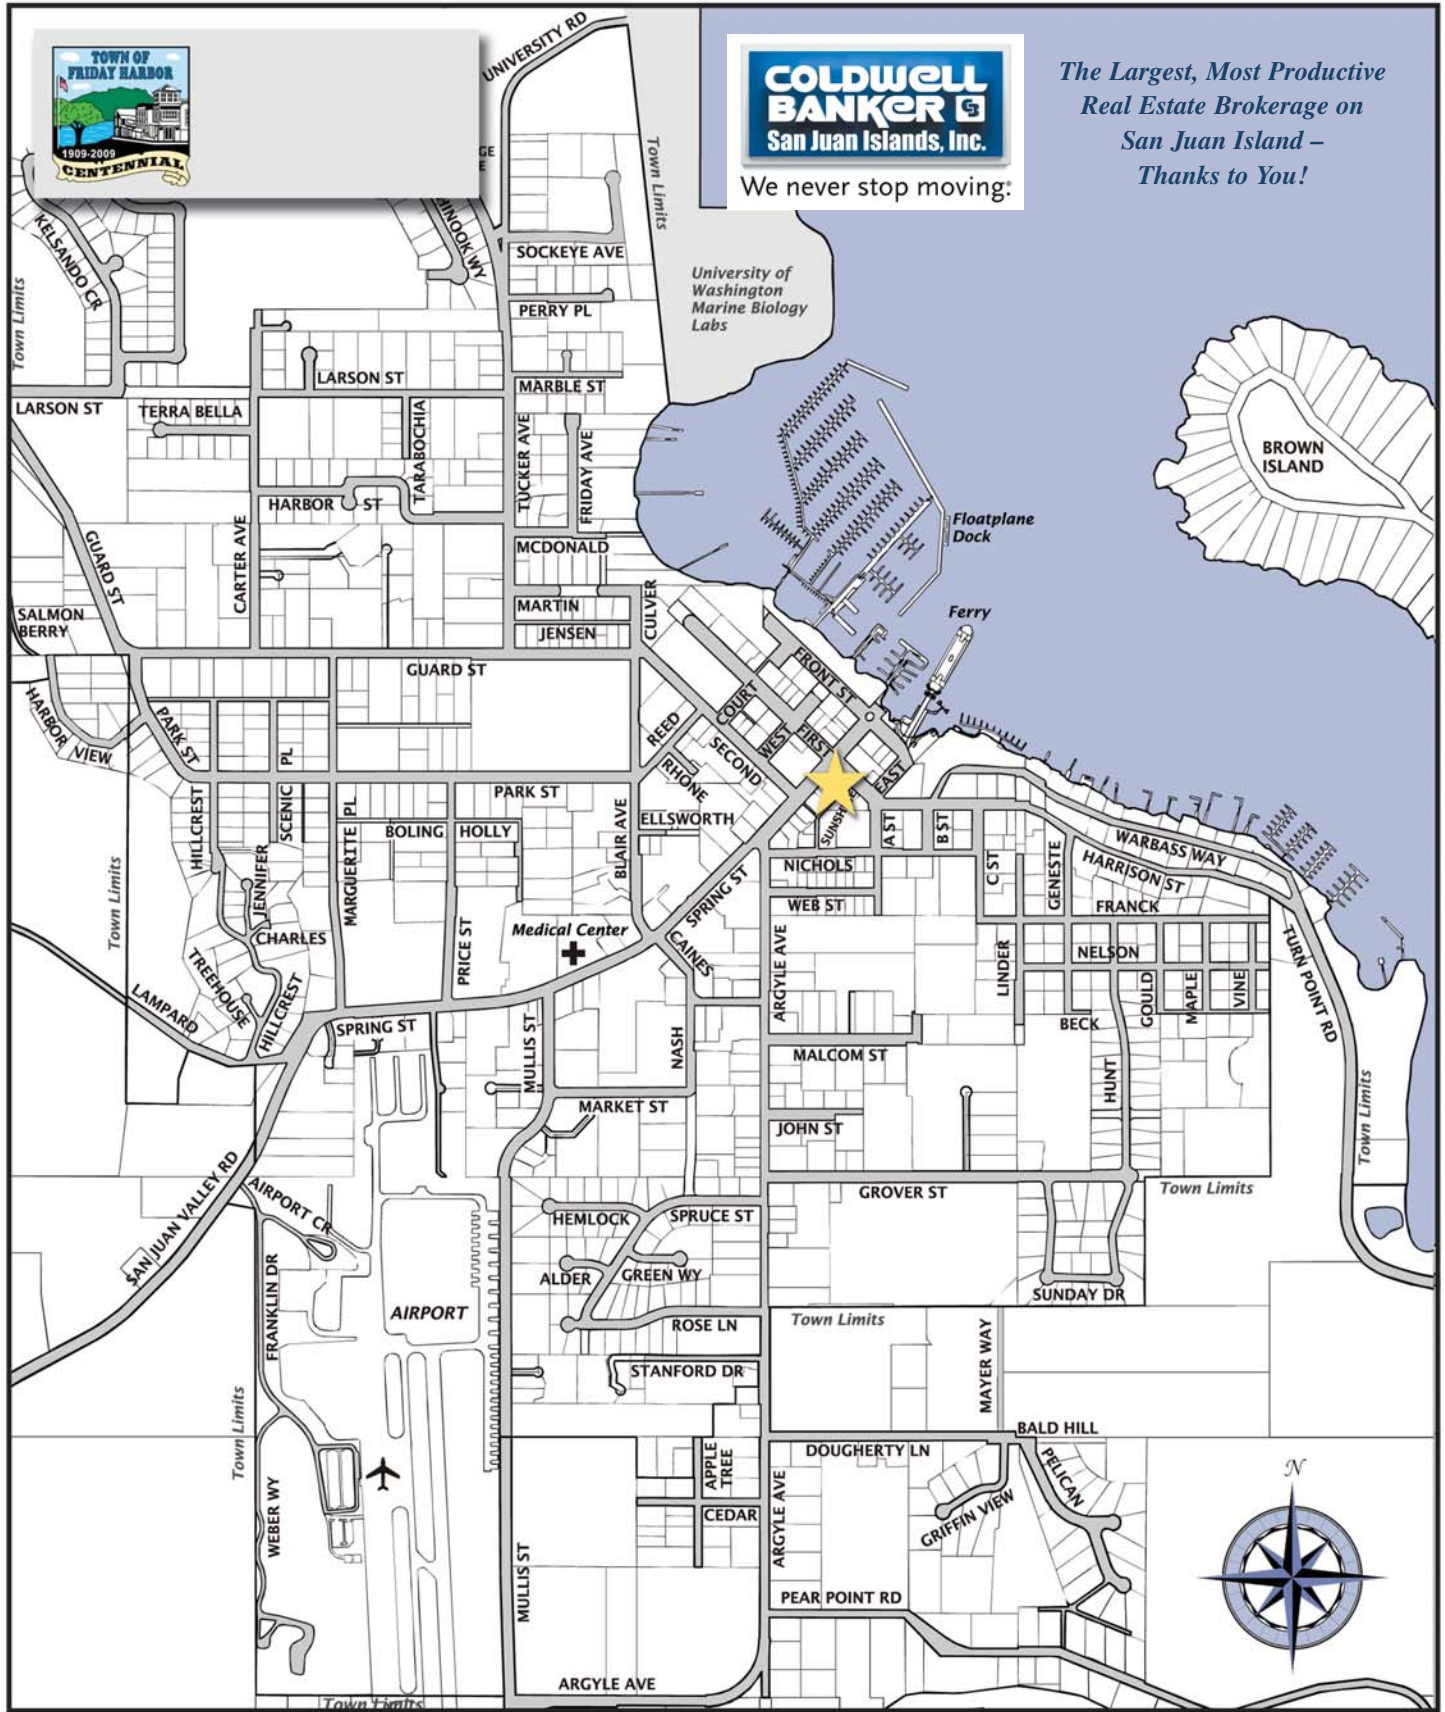 TOWN OF
FRIDAY HARBOR
1909-2009
CENTENNIAL
COLDWELL
BANKER CB
San Juan Islands, Inc.
We never stop moving.
The Largest, Most Productive
Real Estate Brokerage on
San Juan Island –
Thanks to You!
UNIVERSITY RD
Town Limits
KELSANDO CR
Town Limits
SOCKEYE AVE
PERRY PL
University of
Washington
Marine Biology
Labs
LARSON ST
MARBLE ST
LARSON ST
TERRA BELLA
TARABOCHIA
TUCKER AVE
FRIDAY AVE
BROWN
ISLAND
HARBOR ST
Floatplane
Dock
GUARD ST
CARTER AVE
MCDONALD
MARTIN
JENSEN
CULVER
SALMON
BERRY
Ferry
GUARD ST
FRONT ST
HARBOR
VIEW
PARK ST
PL
SCENIC
REED
COURT
WEST
FIRST
SECOND
RHONE
EAST
PARK ST
ELLSWORTH
HILLCREST
MARGUERITE PL
BOLING
HOLLY
BLAIR AVE
A ST
B ST
C ST
GENESTE
WARBASS WAY
HARRISON ST
NICHOLS
WEB ST
FRANCK
SPRING ST
Town Limits
JENNIFER
CHARLES
Medical Center
PRICE ST
CAINES
ARGYLE AVE
LINDER
NELSON
TURN POINT RD
TREEHOUSE
HILLCREST
LAMPARD
SPRING ST
MULLIS ST
NASH
BECK
GOULD
MAPLE
VINE
MALCOM ST
HUNT
MARKET ST
JOHN ST
Town Limits
SAN JUAN VALLEY RD
AIRPORT CR
GROVER ST
Town Limits
HEMLOCK
SPRUCE ST
ALDER
GREEN WY
SUNDAY DR
FRANKLIN DR
AIRPORT
ROSE LN
Town Limits
STANFORD DR
MAYER WAY
Town Limits
BALD HILL
DOUGHERTY LN
APPLE
TREE
PELICAN
N
CEDAR
GRIFFIN VIEW
ARGYLE AVE
WEBER WY
MULLIS ST
PEAR POINT RD
ARGYLE AVE
Town Limits